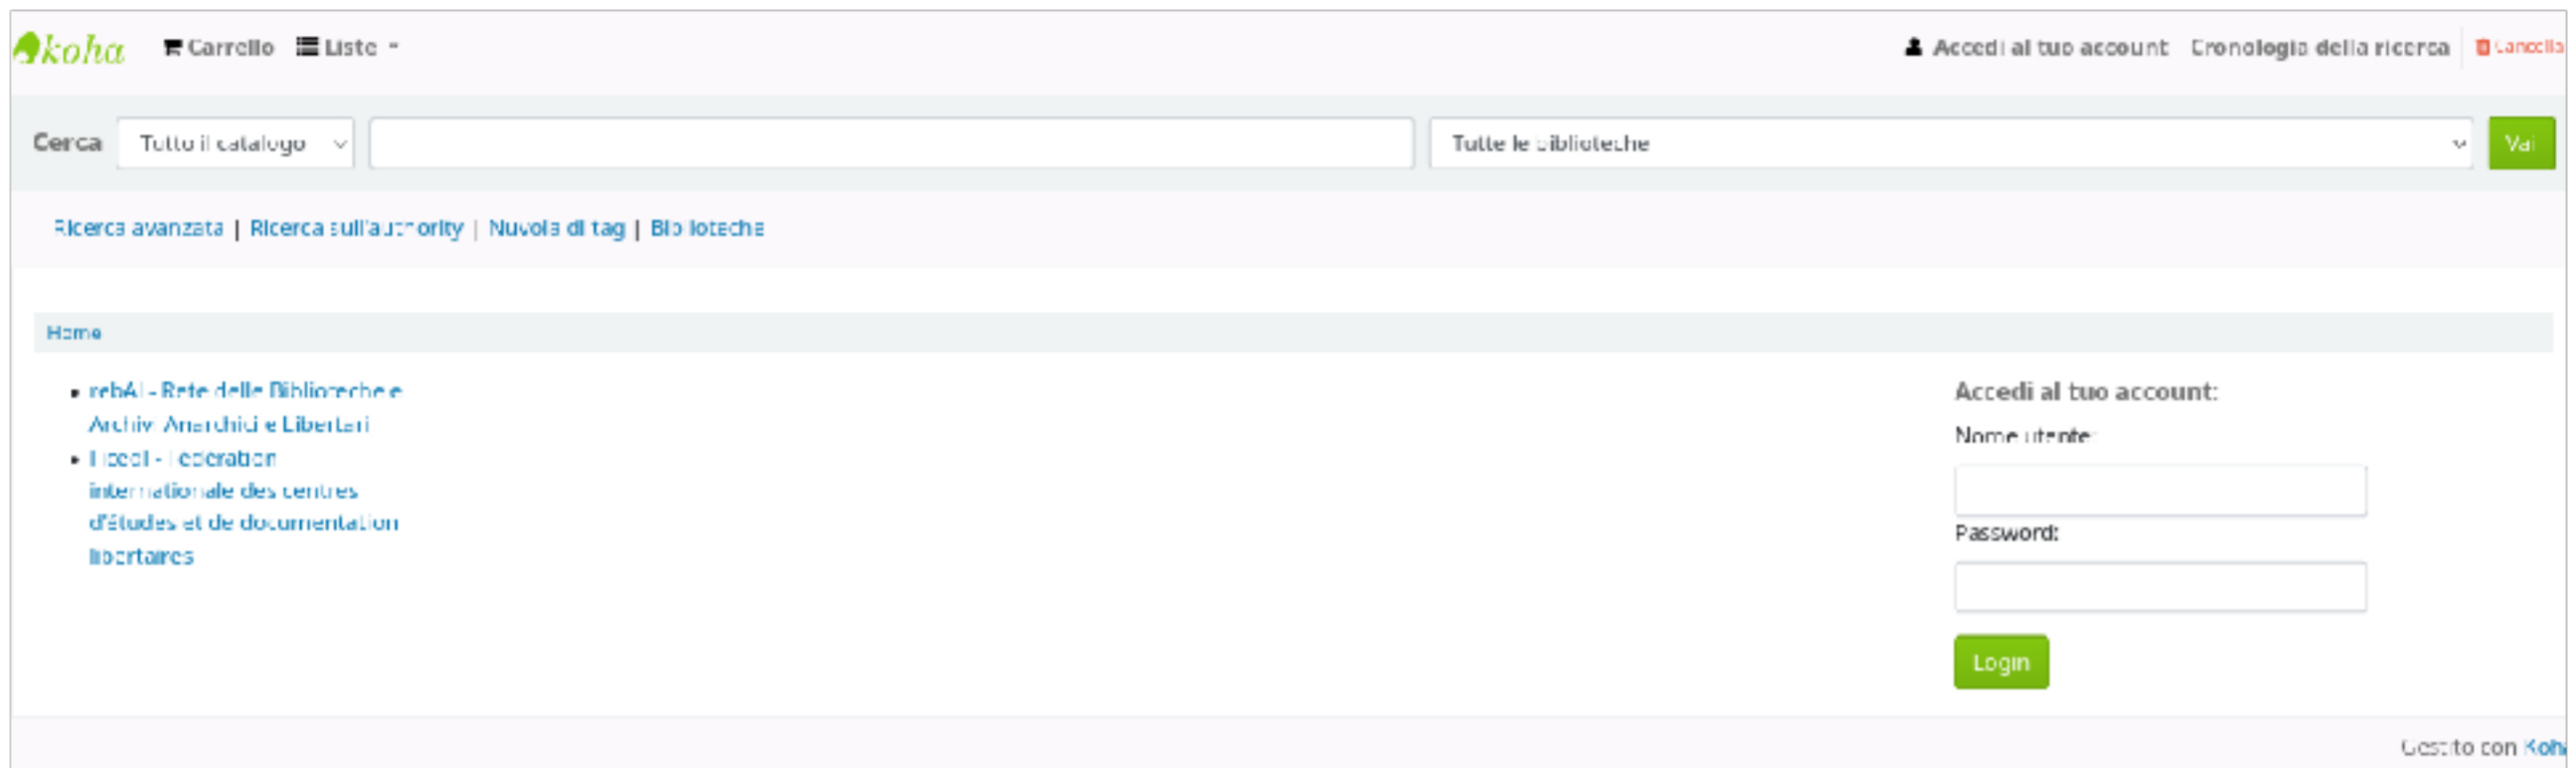 koha Carrello Liste Accedi al tuo account Cronologia della ricerca Cancella
Cerca Tutto il catalogo Tutte le biblioteche Vai
Ricerca avanzata | Ricerca sull'authority | Nuvola di tag | Biblioteche
Home
rebAl - Rete delle Biblioteche e
Archivi Anarchici e Libertari
Ficedl - Fédération
internationale des centres
d'études et de documentation
libertaires
Accedi al tuo account:
Nome utente:
Password:
Login
Gestito con Koha